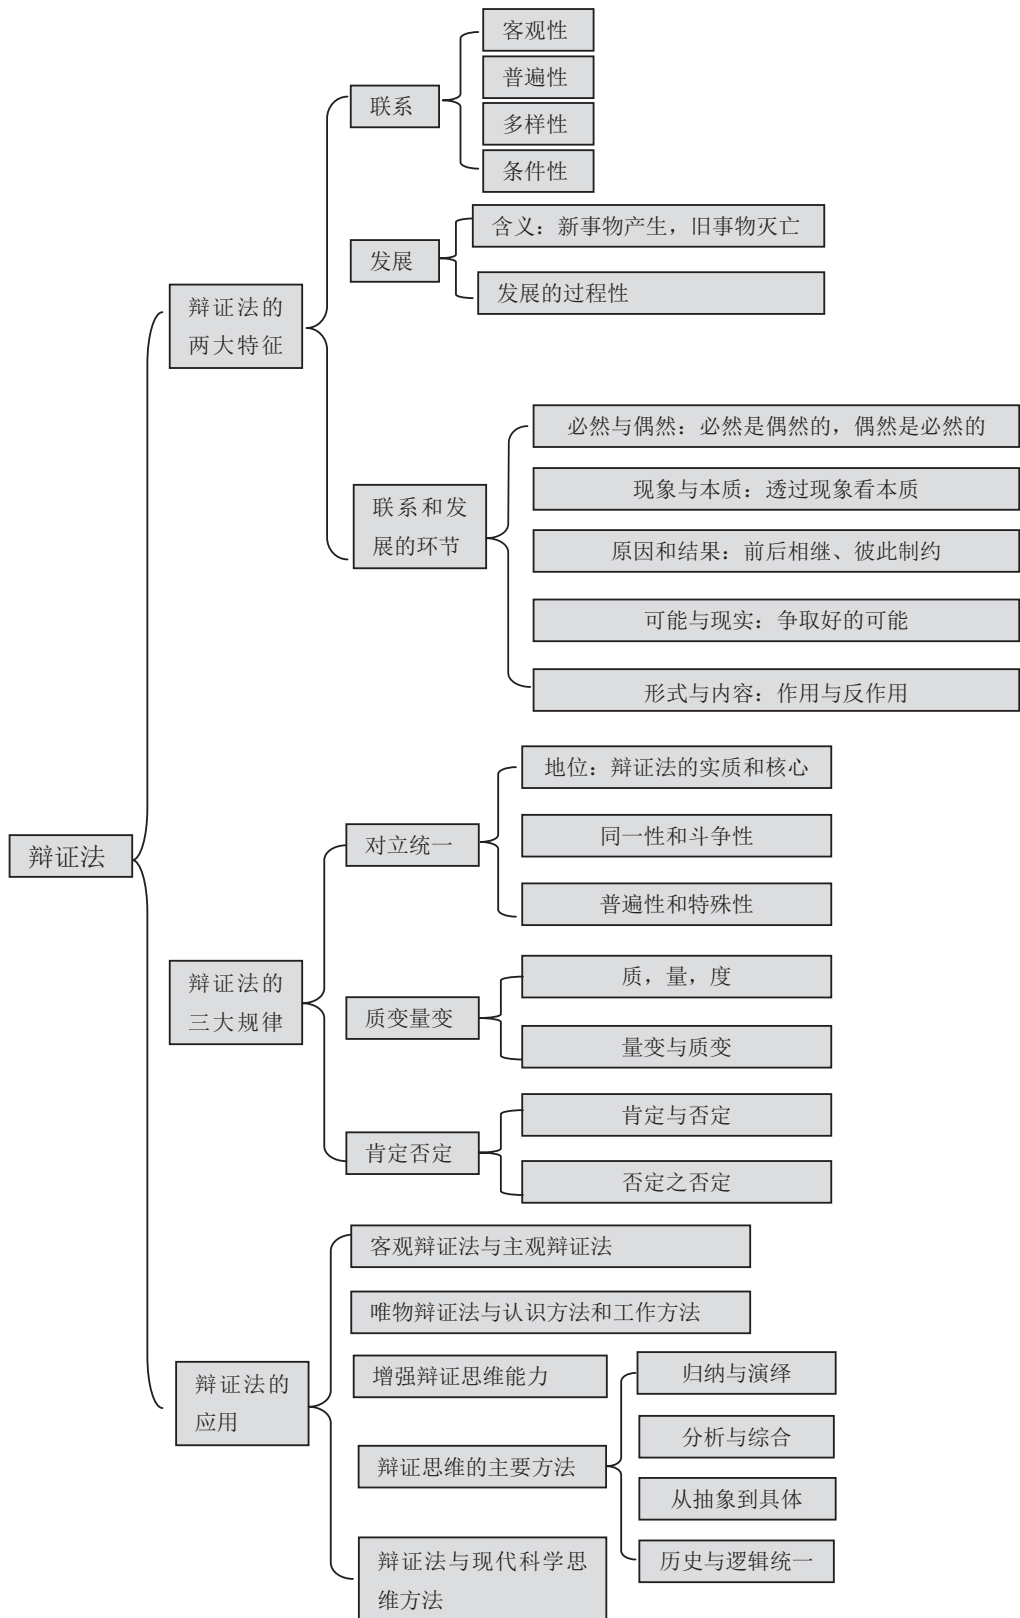 客观性
普遍性
联系
多样性
条件性
含义：新事物产生，旧事物灭亡
发展
发展的过程性
辩证法的
两大特征
必然与偶然：必然是偶然的，偶然是必然的
现象与本质：透过现象看本质
联系和发
展的环节
原因和结果：前后相继、彼此制约
可能与现实：争取好的可能
形式与内容：作用与反作用
辩证法
地位：辩证法的实质和核心
对立统一
同一性和斗争性
普遍性和特殊性
辩证法的
三大规律
质，量，度
质变量变
量变与质变
肯定与否定
肯定否定
否定之否定
客观辩证法与主观辩证法
唯物辩证法与认识方法和工作方法
辩证法的
应用
增强辩证思维能力
归纳与演绎
分析与综合
辩证思维的主要方法
从抽象到具体
历史与逻辑统一
辩证法与现代科学思
维方法